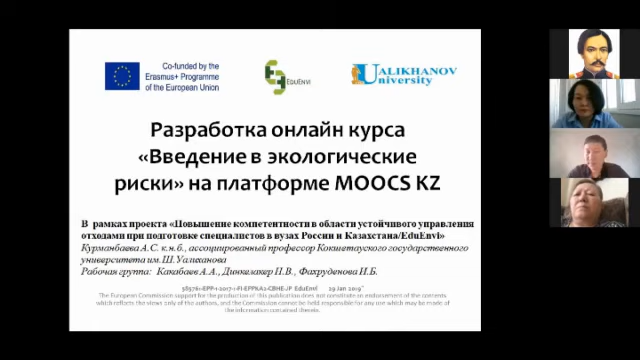 Co-funded by the
Erasmus+ Programme
of the European Union
EDUENVI
UALIKHANOV
University
Разработка онлайн курса
«Введение в экологические
риски» на платформе MOOCS KZ
В рамках проекта «Повышение компетентности в области устойчивого управления
отходами при подготовке специалистов в вузах России и Казахстана/EduEnvi»
Курманбаева А.С. к.н.б., ассоциированный профессор Кокшетауского государственного
университета им.Ш.Уалиханова
Рабочая группа: Какабаев А.А., Динкелакер Н.В., Фахруденова И.Б.
EduEnvi 29 Jan 2019
The European Commission support for the production of this publication does not constitute an endorsement of the contents
which reflects the views only of the authors, and the Commission cannot be held responsible for any use which may be made of
the information contained therein.